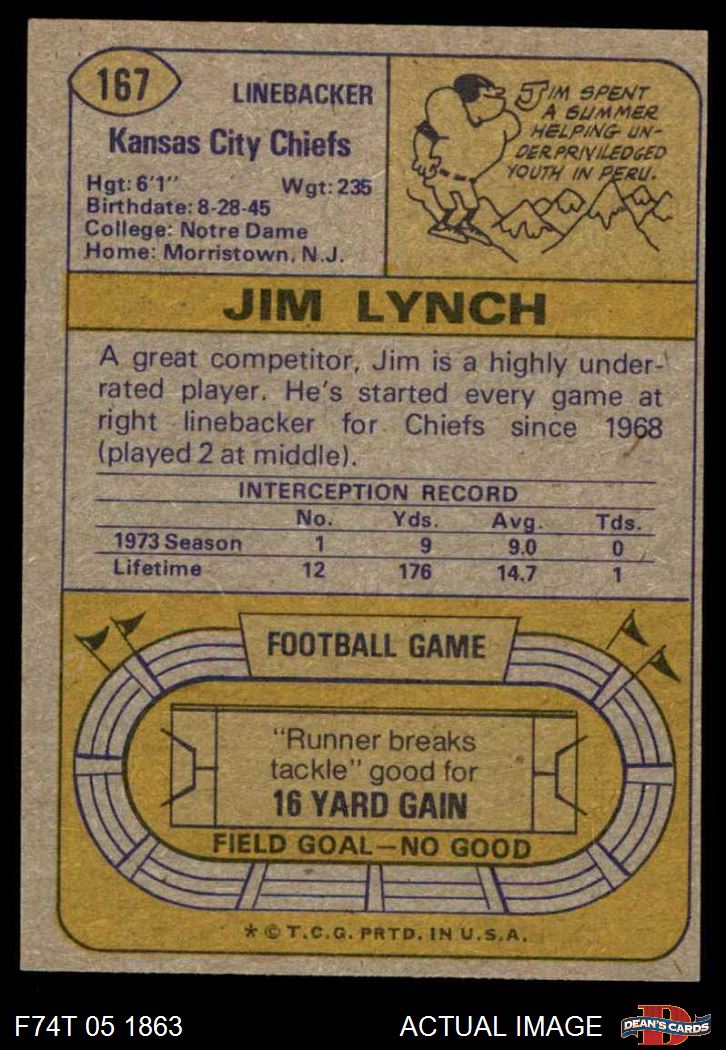 167
LINEBACKER
Kansas City Chiefs
Hgt: 6'1" Wgt: 235
Birthdate: 8-28-45
College: Notre Dame
Home: Morristown, N.J.
JIM SPENT
A SUMMER
HELPING UN-
DERPRIVILEDGED
YOUTH IN PERU.
JIM LYNCH
A great competitor, Jim is a highly under-
rated player. He's started every game at
right linebacker for Chiefs since 1968
(played 2 at middle).
INTERCEPTION RECORD
No. Yds. Avg. Tds.
1973 Season 1 9 9.0 0
Lifetime 12 176 14.7 1
FOOTBALL GAME
"Runner breaks
tackle" good for
16 YARD GAIN
FIELD GOAL—NO GOOD
* © T.C.G. PRTD. IN U.S.A.
F74T 05 1863 ACTUAL IMAGE
D
DEAN'S CARDS